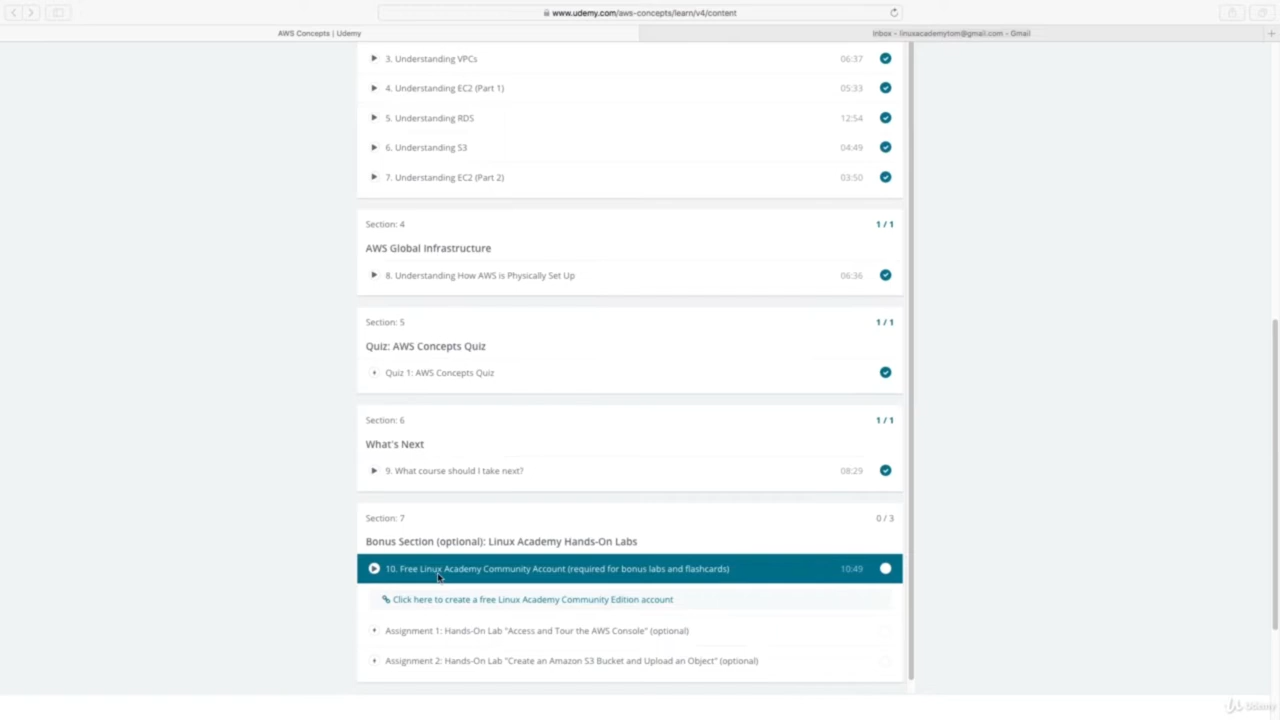 www.udemy.com/aws-concepts/learn/v4/content
AWS Concepts | Udemy
Inbox - linuxacademytom@gmail.com - Gmail
3. Understanding VPCs 06:37
4. Understanding EC2 (Part 1) 05:33
5. Understanding RDS 12:54
6. Understanding S3 04:49
7. Understanding EC2 (Part 2) 03:50
Section: 4 1 / 1
AWS Global Infrastructure
8. Understanding How AWS is Physically Set Up 06:36
Section: 5 1 / 1
Quiz: AWS Concepts Quiz
Quiz 1: AWS Concepts Quiz
Section: 6 1 / 1
What's Next
9. What course should I take next? 08:29
Section: 7 0 / 3
Bonus Section (optional): Linux Academy Hands-On Labs
10. Free Linux Academy Community Account (required for bonus labs and flashcards) 10:49
Click here to create a free Linux Academy Community Edition account
Assignment 1: Hands-On Lab "Access and Tour the AWS Console" (optional)
Assignment 2: Hands-On Lab "Create an Amazon S3 Bucket and Upload an Object" (optional)
Udemy